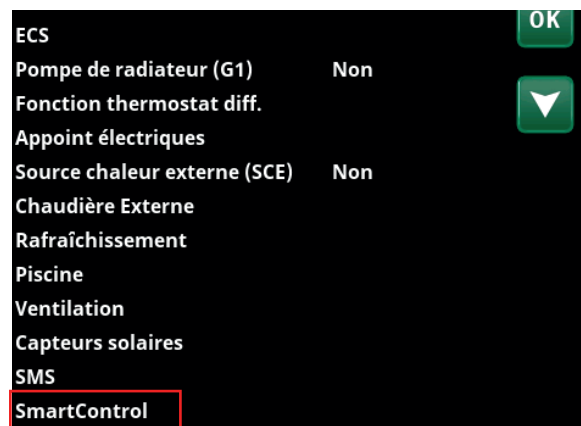 OK
ECS
Pompe de radiateur (G1) Non
Fonction thermostat diff.
Appoint électriques
Source chaleur externe (SCE) Non
Chaudière Externe
Rafraîchissement
Piscine
Ventilation
Capteurs solaires
SMS
SmartControl